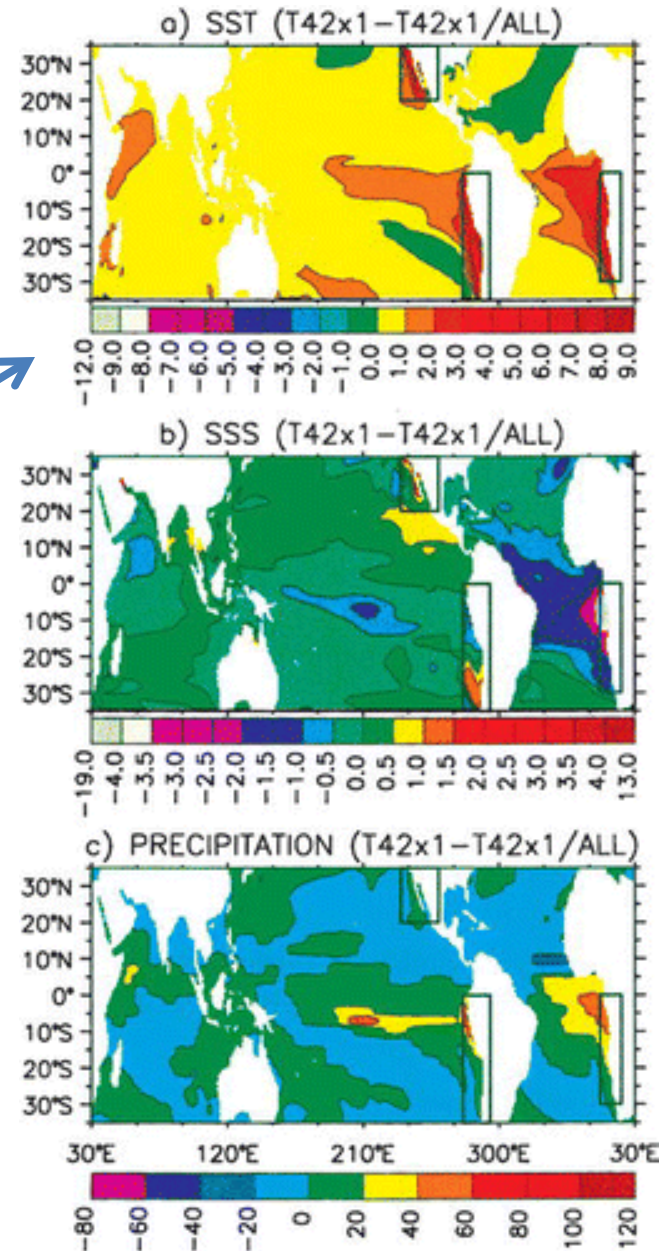 a) SST (T42x1−T42x1/ALL)
30°N
20°N
10°N
0°
10°S
20°S
30°S
−12.0 −9.0 −7.0 −6.0 −5.0 −4.0 −3.0 −2.0 −1.0 0.0 1.0 2.0 3.0 4.0 5.0 6.0 7.0 8.0 9.0
b) SSS (T42x1−T42x1/ALL)
30°N
20°N
10°N
0°
10°S
20°S
30°S
−19.0 −4.0 −3.5 −3.0 −2.5 −2.0 −1.5 −1.0 −0.5 0.0 0.5 1.0 1.5 2.0 2.5 3.0 3.5 4.0 13.0
c) PRECIPITATION (T42x1−T42x1/ALL)
30°N
20°N
10°N
0°
10°S
20°S
30°S
30°E 120°E 210°E 300°E 30°E
−80 −60 −40 −20 0 20 40 60 80 100 120